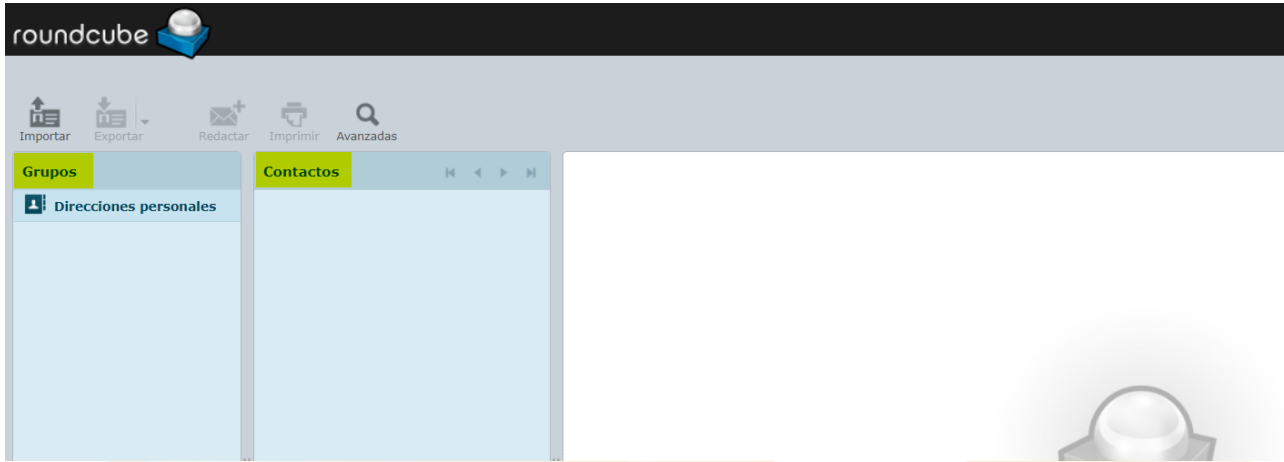 roundcube
Importar Exportar Redactar Imprimir Avanzadas
Grupos Contactos
Direcciones personales